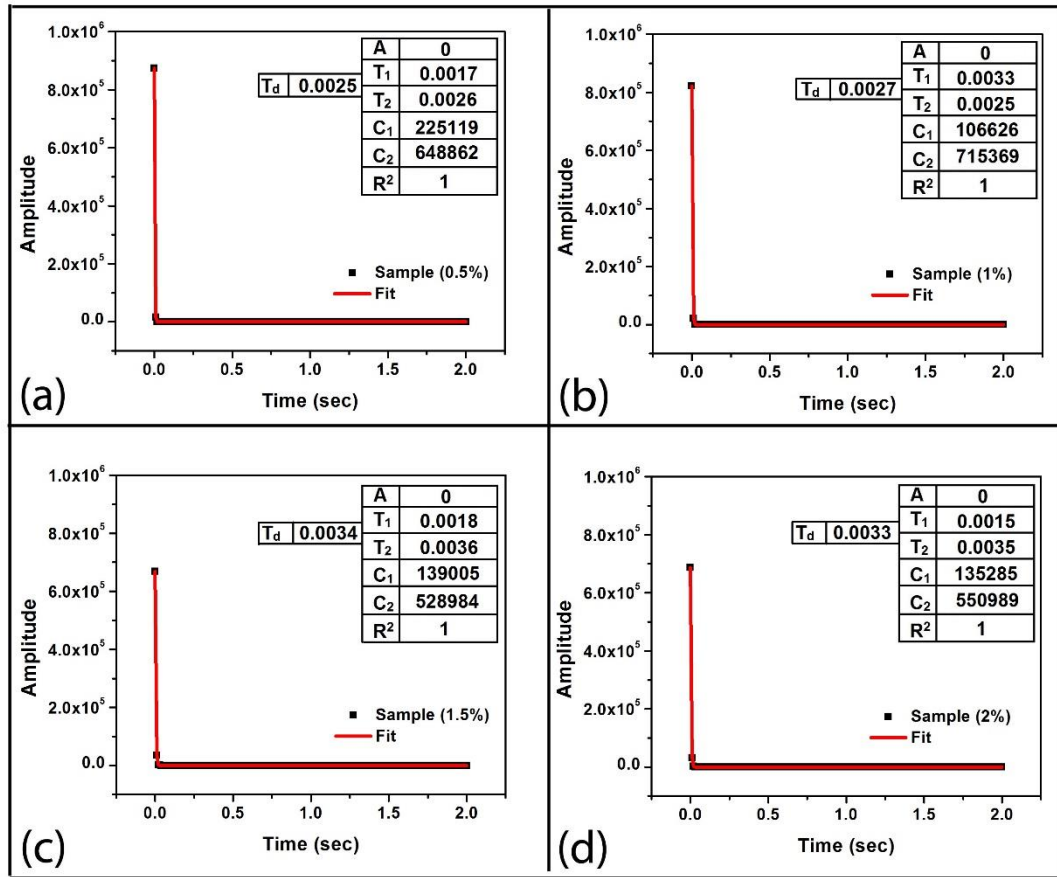 1.0x10⁶
8.0x10⁵
6.0x10⁵
4.0x10⁵
2.0x10⁵
0.0
Amplitude
0.0 0.5 1.0 1.5 2.0
Time (sec)
T_d 0.0025
A 0
T₁ 0.0017
T₂ 0.0026
C₁ 225119
C₂ 648862
R² 1
Sample (0.5%)
Fit
(a)
1.0x10⁶
8.0x10⁵
6.0x10⁵
4.0x10⁵
2.0x10⁵
0.0
Amplitude
0.0 0.5 1.0 1.5 2.0
Time (sec)
T_d 0.0027
A 0
T₁ 0.0033
T₂ 0.0025
C₁ 106626
C₂ 715369
R² 1
Sample (1%)
Fit
(b)
1.0x10⁶
8.0x10⁵
6.0x10⁵
4.0x10⁵
2.0x10⁵
0.0
Amplitude
0.0 0.5 1.0 1.5 2.0
Time (sec)
T_d 0.0034
A 0
T₁ 0.0018
T₂ 0.0036
C₁ 139005
C₂ 528984
R² 1
Sample (1.5%)
Fit
(c)
1.0x10⁶
8.0x10⁵
6.0x10⁵
4.0x10⁵
2.0x10⁵
0.0
Amplitude
0.0 0.5 1.0 1.5 2.0
Time (sec)
T_d 0.0033
A 0
T₁ 0.0015
T₂ 0.0035
C₁ 135285
C₂ 550989
R² 1
Sample (2%)
Fit
(d)